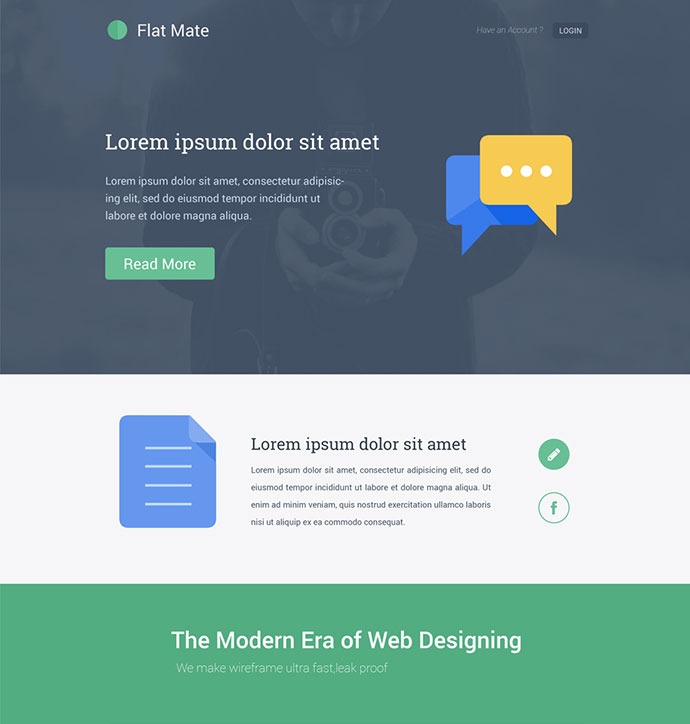 Flat Mate
Have an Account ?
LOGIN
Lorem ipsum dolor sit amet
Lorem ipsum dolor sit amet, consectetur adipisic-
ing elit, sed do eiusmod tempor incididunt ut
labore et dolore magna aliqua.
Read More
Lorem ipsum dolor sit amet
Lorem ipsum dolor sit amet, consectetur adipisicing elit, sed do
eiusmod tempor incididunt ut labore et dolore magna aliqua. Ut
enim ad minim veniam, quis nostrud exercitation ullamco laboris
nisi ut aliquip ex ea commodo consequat.
The Modern Era of Web Designing
We make wireframe ultra fast,leak proof